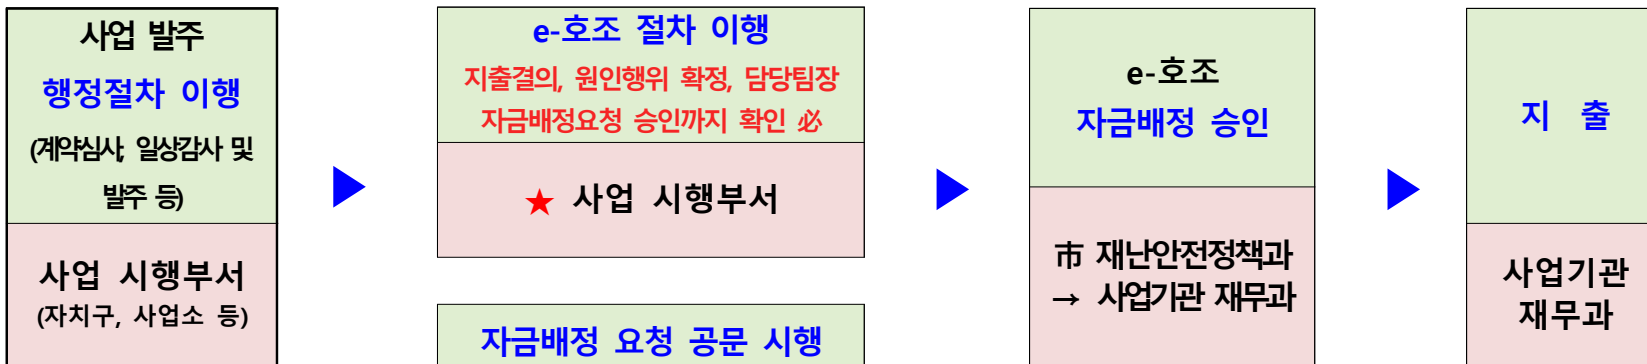 사업 발주
행정절차 이행
(계약심사, 일상감사 및
발주 등)
사업 시행부서
(자치구, 사업소 등)
▶
e-호조 절차 이행
지출결의, 원인행위 확정, 담당팀장
자금배정요청 승인까지 확인 必
★ 사업 시행부서
자금배정 요청 공문 시행
▶
e-호조
자금배정 승인
市 재난안전정책과
→ 사업기관 재무과
▶
지 출
사업기관
재무과